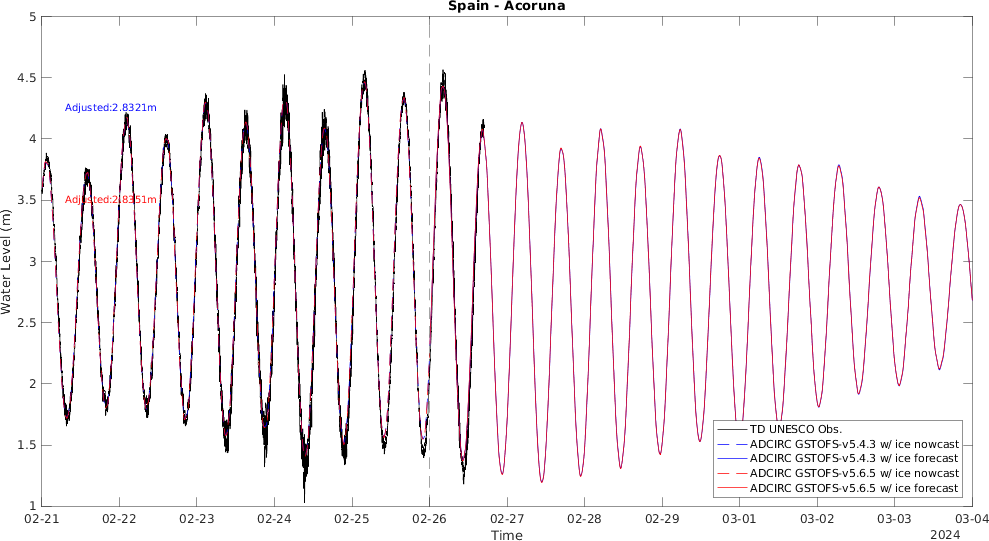 Spain - Acoruna
5
4.5
4
3.5
3
2.5
2
1.5
1
Water Level (m)
Adjusted:2.8321m
Adjusted:2.8351m
TD UNESCO Obs.
ADCIRC GSTOFS-v5.4.3 w/ ice nowcast
ADCIRC GSTOFS-v5.4.3 w/ ice forecast
ADCIRC GSTOFS-v5.6.5 w/ ice nowcast
ADCIRC GSTOFS-v5.6.5 w/ ice forecast
02-21 02-22 02-23 02-24 02-25 02-26 02-27 02-28 02-29 03-01 03-02 03-03 03-04
Time
2024